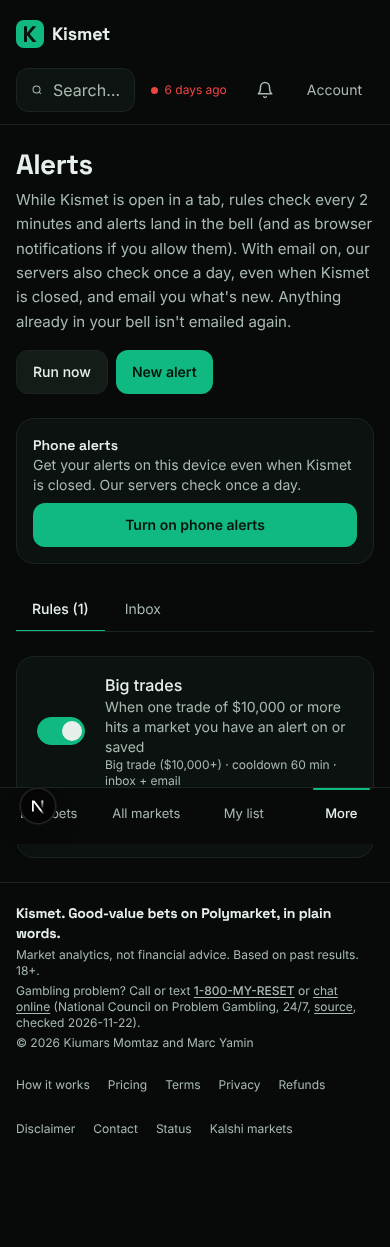 K Kismet
Search...
6 days ago
Account
Alerts
While Kismet is open in a tab, rules check every 2
minutes and alerts land in the bell (and as browser
notifications if you allow them). With email on, our
servers also check once a day, even when Kismet
is closed, and email you what's new. Anything
already in your bell isn't emailed again.
Run now
New alert
Phone alerts
Get your alerts on this device even when Kismet
is closed. Our servers check once a day.
Turn on phone alerts
Rules (1)
Inbox
Big trades
When one trade of $10,000 or more
hits a market you have an alert on or
saved
Big trade ($10,000+) · cooldown 60 min ·
inbox + email
N
bets
All markets
My list
More
Kismet. Good-value bets on Polymarket, in plain
words.
Market analytics, not financial advice. Based on past results.
18+.
Gambling problem? Call or text 1-800-MY-RESET or chat
online (National Council on Problem Gambling, 24/7, source,
checked 2026-11-22).
© 2026 Kiumars Momtaz and Marc Yamin
How it works
Pricing
Terms
Privacy
Refunds
Disclaimer
Contact
Status
Kalshi markets